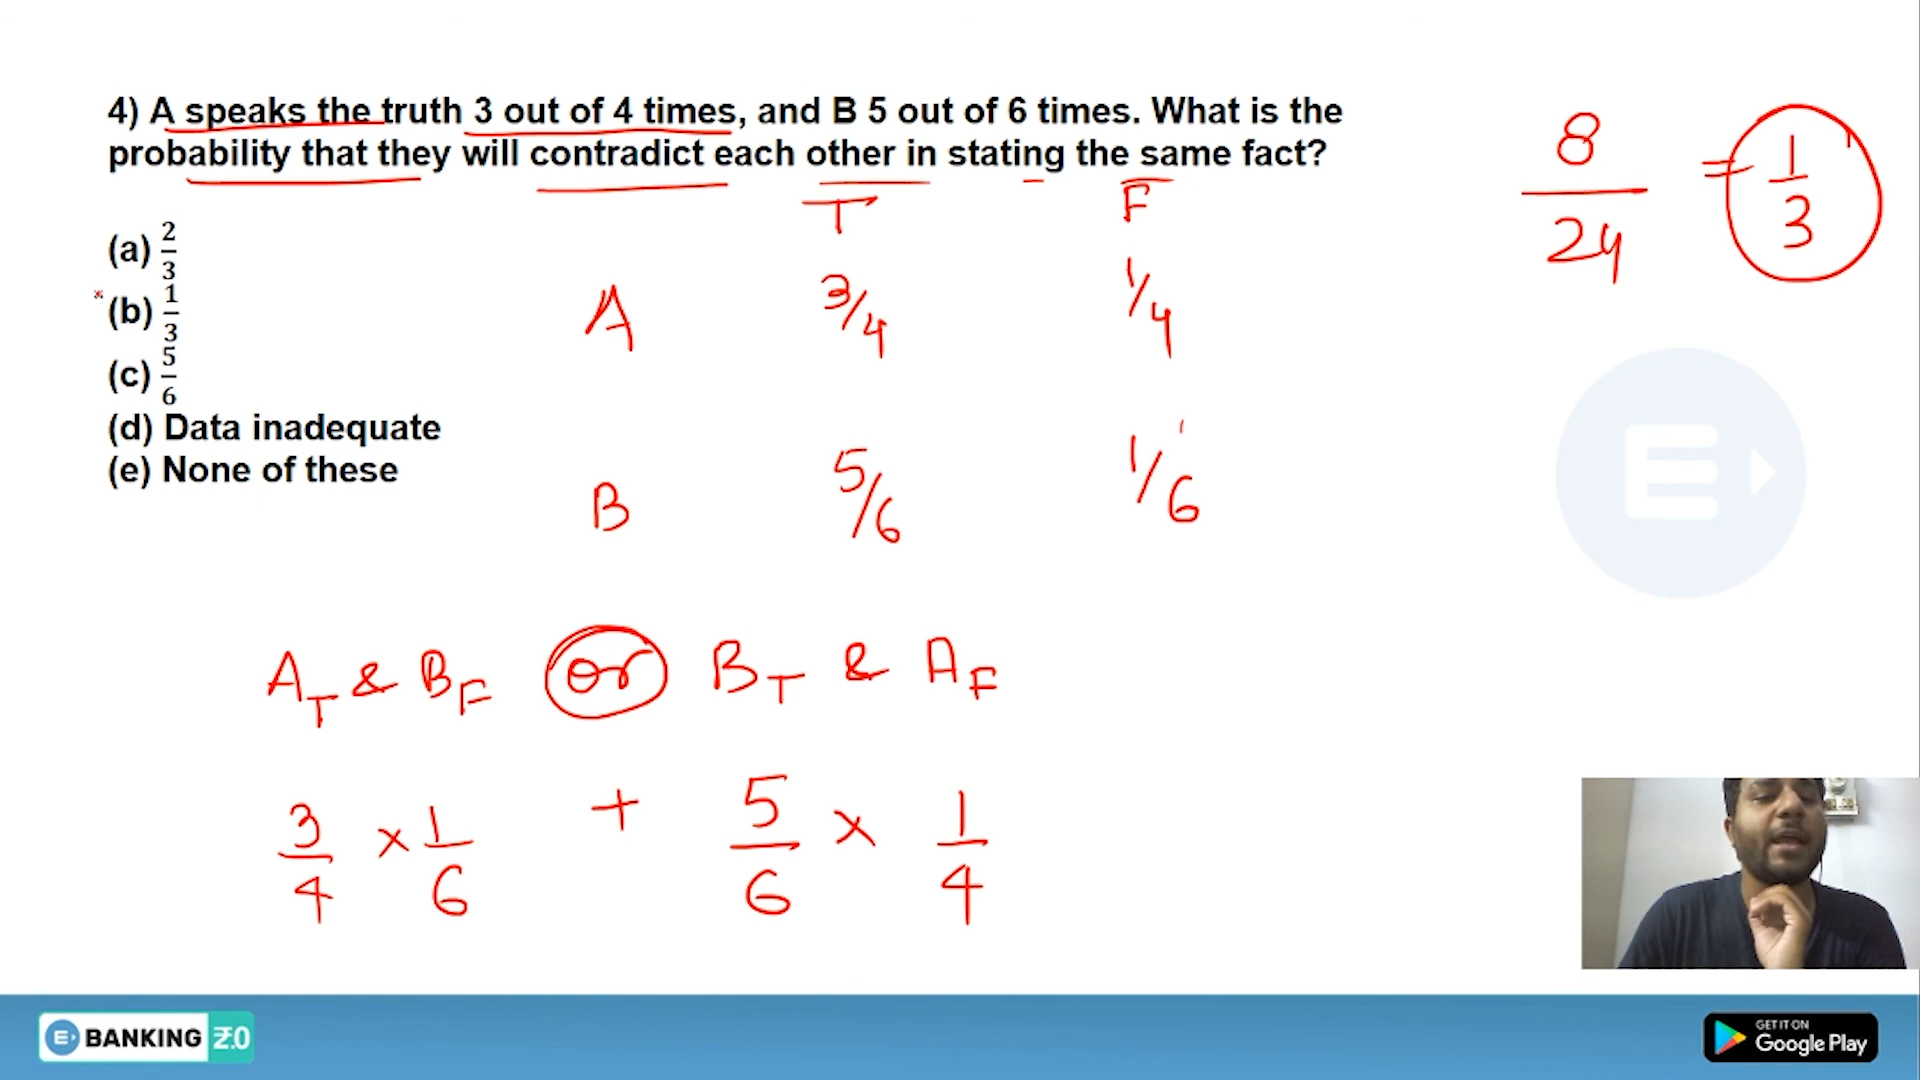 4) A speaks the truth 3 out of 4 times, and B 5 out of 6 times. What is the
probability that they will contradict each other in stating the same fact?
(a) 2/3
(b) 1/3
(c) 5/6
(d) Data inadequate
(e) None of these
8/24 = 1/3
T F
A 3/4 1/4
B 5/6 1/6
A_T & B_F or B_T & A_F
3/4 × 1/6 + 5/6 × 1/4
E
E BANKING 2.0
GET IT ON
Google Play